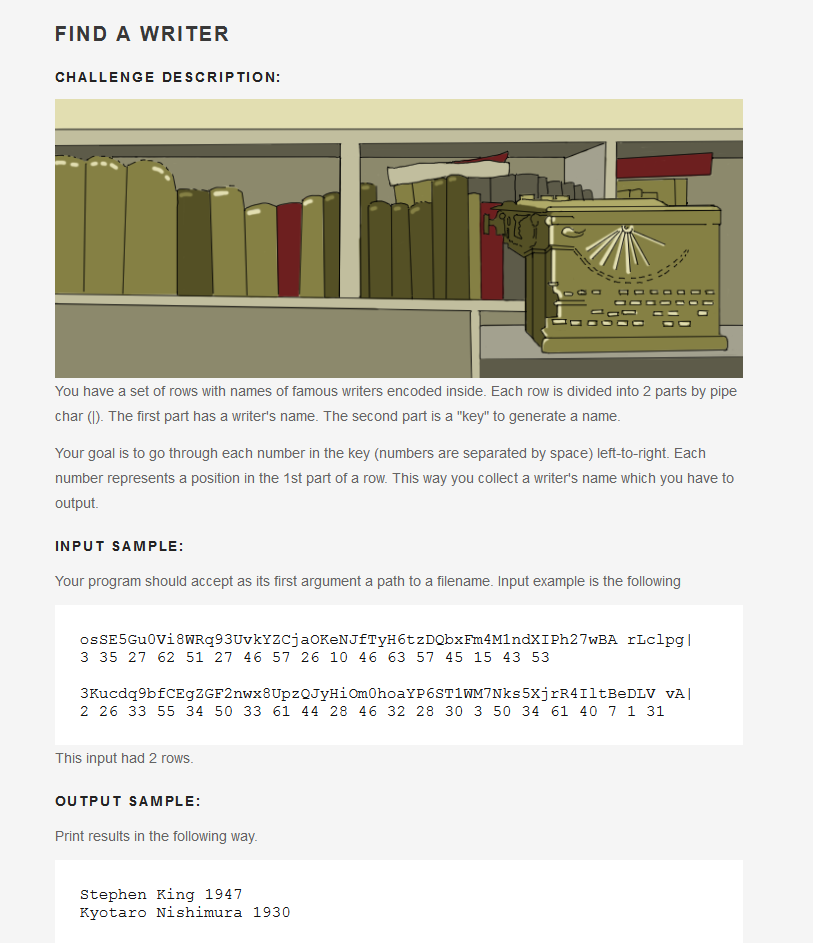 FIND A WRITER
CHALLENGE DESCRIPTION:
You have a set of rows with names of famous writers encoded inside. Each row is divided into 2 parts by pipe
char (|). The first part has a writer's name. The second part is a "key" to generate a name.
Your goal is to go through each number in the key (numbers are separated by space) left-to-right. Each
number represents a position in the 1st part of a row. This way you collect a writer's name which you have to
output.
INPUT SAMPLE:
Your program should accept as its first argument a path to a filename. Input example is the following
osSE5Gu0Vi8WRq93UvkYZCjaOKeNJfTyH6tzDQbxFm4M1ndXIPh27wBA rLclpg|
3 35 27 62 51 27 46 57 26 10 46 63 57 45 15 43 53
3Kucdq9bfCEgZGF2nwx8UpzQJyHiOm0hoaYP6ST1WM7Nks5XjrR4IltBeDLV vA|
2 26 33 55 34 50 33 61 44 28 46 32 28 30 3 50 34 61 40 7 1 31
This input had 2 rows.
OUTPUT SAMPLE:
Print results in the following way.
Stephen King 1947
Kyotaro Nishimura 1930